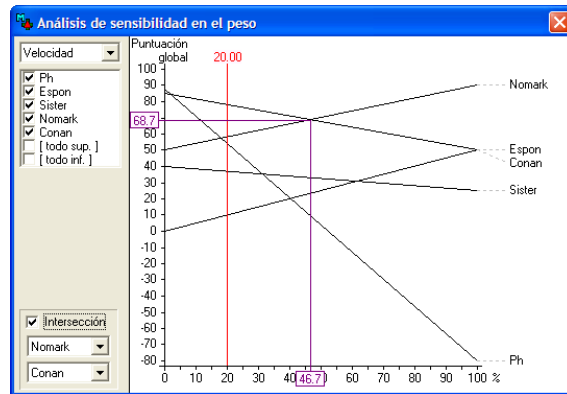 Análisis de sensibilidad en el peso
Velocidad
Ph
Espon
Sister
Nomark
Conan
[ todo sup. ]
[ todo inf. ]
Intersección
Nomark
Conan
Puntuación
global
20.00
100
90
80
68.7
60
50
40
30
20
10
0
-10
-20
-30
-40
-50
-60
-70
-80
0 10 20 30 40 46.7 60 70 80 90 100 %
Nomark
Espon
Conan
Sister
Ph